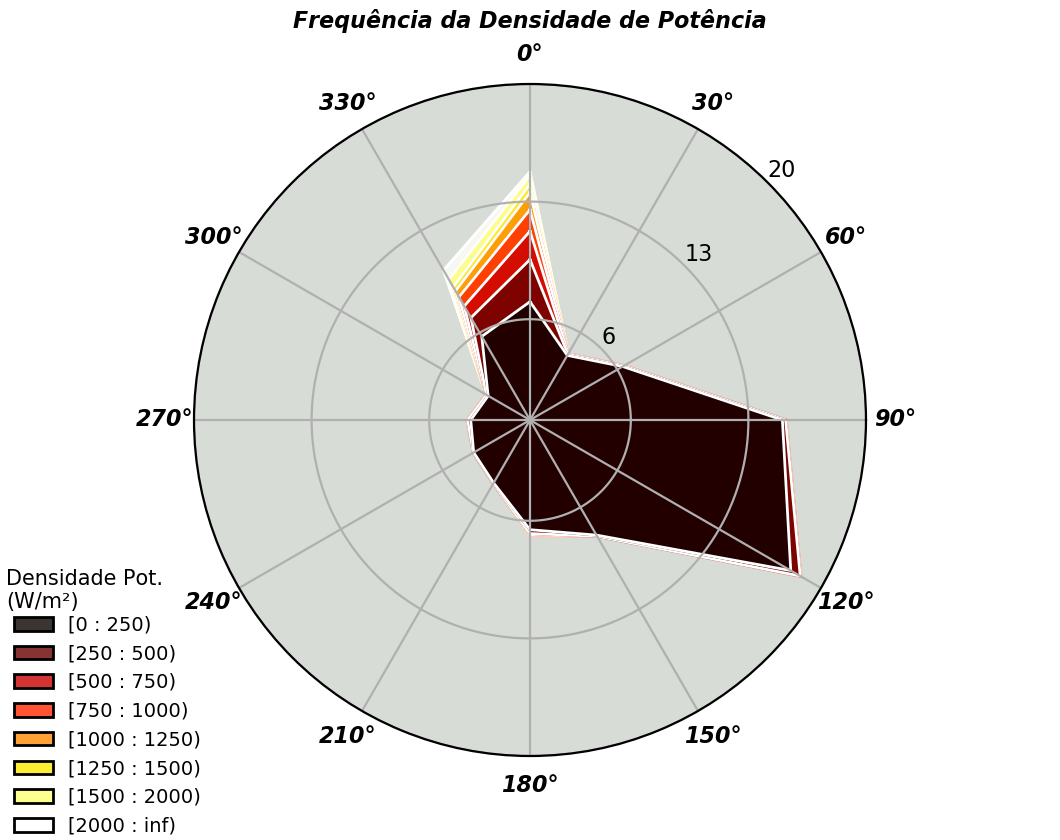 Frequência da Densidade de Potência
0°
330°
30°
20
300°
60°
13
6
270°
90°
240°
120°
210°
150°
180°
Densidade Pot.
(W/m²)
[0 : 250)
[250 : 500)
[500 : 750)
[750 : 1000)
[1000 : 1250)
[1250 : 1500)
[1500 : 2000)
[2000 : inf)